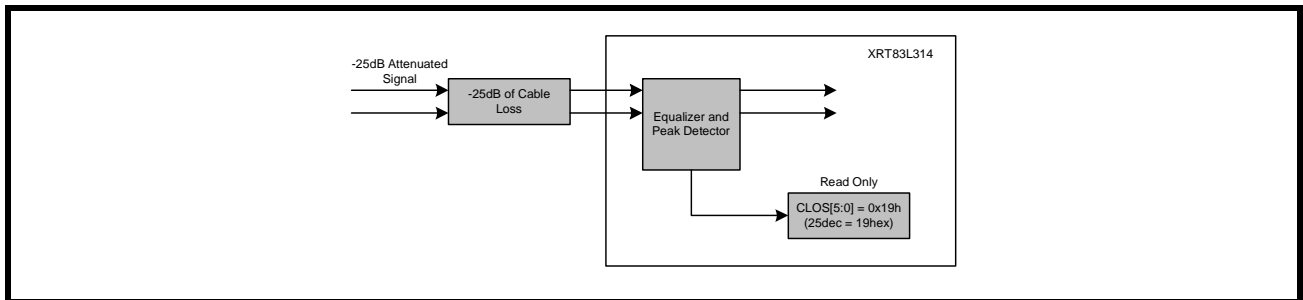 XRT83L314
-25dB Attenuated
Signal
-25dB of Cable
Loss
Equalizer and
Peak Detector
Read Only
CLOS[5:0] = 0x19h
(25dec = 19hex)